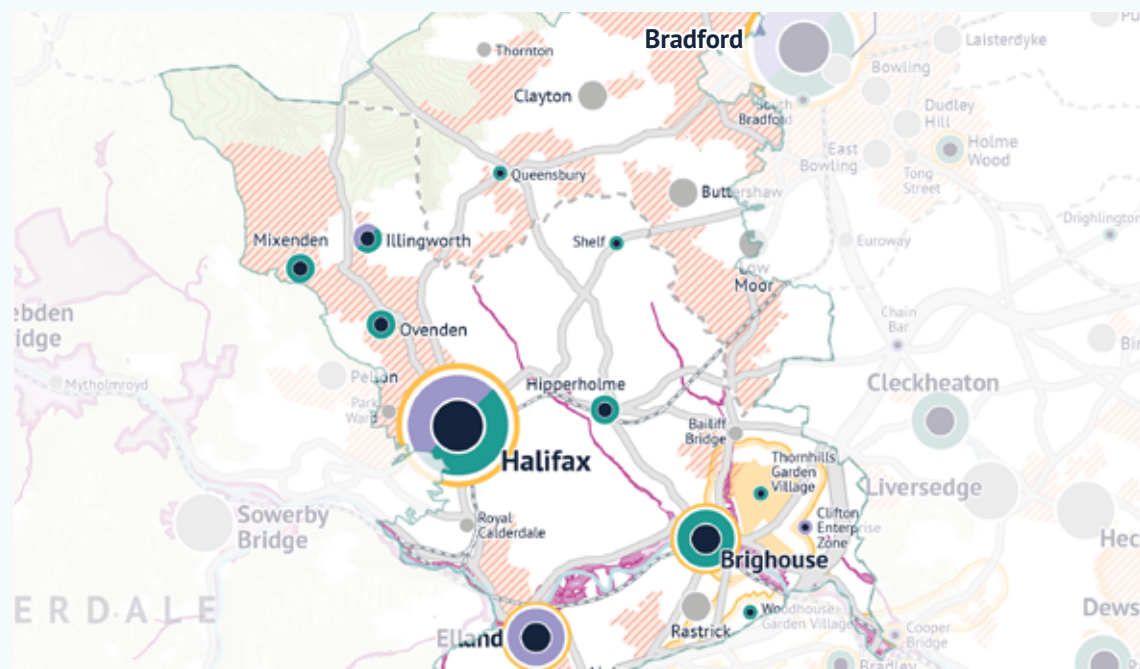 Bradford
Laisterdyke
Thornton
Bowling
Clayton
South
Bradford
Dudley
Hill
East
Bowling
Holme
Wood
Tong
Street
Queensbury
Buttershaw
Drighlington
Mixenden
Illingworth
Shelf
Euroway
Low
Moor
ebden
idge
Ovenden
Chain
Bar
Mytholmroyd
Pellon
Hipperholme
Cleckheaton
Park
Ward
Bailiff
Bridge
Halifax
Thornhills
Garden
Village
Liversedge
Sowerby
Bridge
Royal
Calderdale
Clifton
Enterprise
Zone
Hec
Brighouse
ERDALE
Woodhouse
Garden Village
Dews
Elland
Rastrick
Cooper
Bridge
Bradley